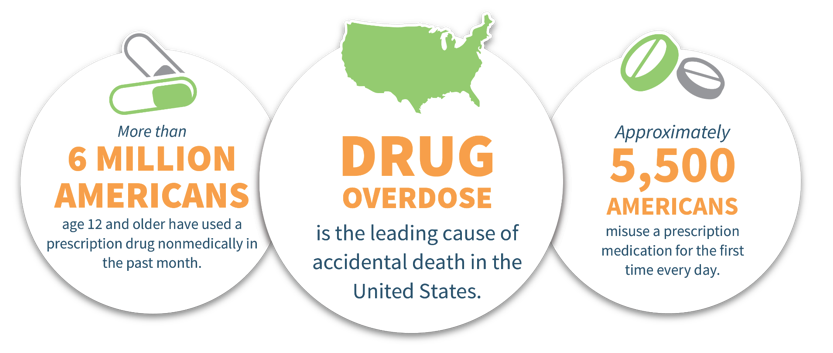 More than
6 MILLION
AMERICANS
age 12 and older have used a
prescription drug nonmedically in
the past month.
DRUG
OVERDOSE
is the leading cause of
accidental death in the
United States.
Approximately
5,500
AMERICANS
misuse a prescription
medication for the first
time every day.